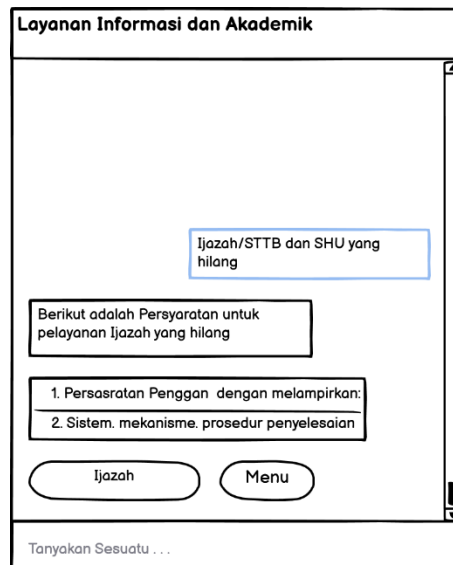 Layanan Informasi dan Akademik
Ijazah/STTB dan SHU yang
hilang
Berikut adalah Persyaratan untuk
pelayanan Ijazah yang hilang
1. Persasratan Penggan dengan melampirkan:
2. Sistem. mekanisme. prosedur penyelesaian
Ijazah Menu
Tanyakan Sesuatu . . .